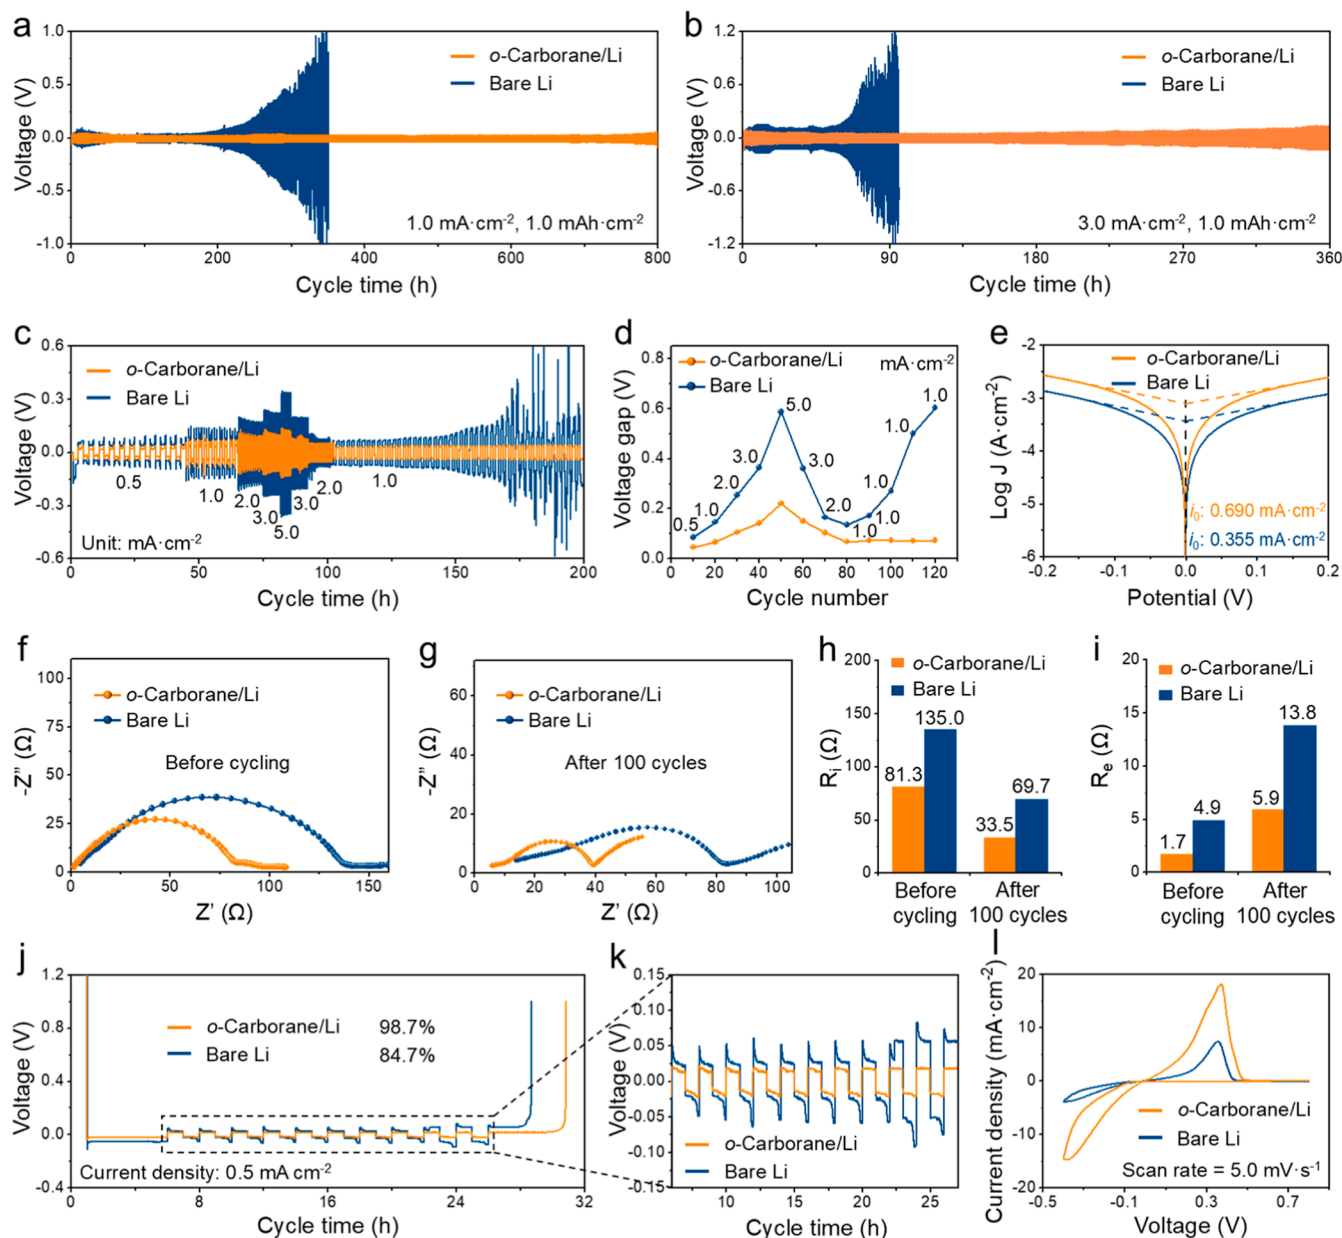 a
1.0
0.5
0.0
-0.5
-1.0
Voltage (V)
o-Carborane/Li
Bare Li
1.0 mA·cm⁻², 1.0 mAh·cm⁻²
0 200 400 600 800
Cycle time (h)
b
1.2
0.6
0.0
-0.6
-1.2
Voltage (V)
o-Carborane/Li
Bare Li
3.0 mA·cm⁻², 1.0 mAh·cm⁻²
0 90 180 270 360
Cycle time (h)
c
0.6
0.3
0.0
-0.3
-0.6
Voltage (V)
o-Carborane/Li
Bare Li
0.5
1.0
2.0
3.0
5.0
3.0
2.0
1.0
Unit: mA·cm⁻²
0 50 100 150 200
Cycle time (h)
d
0.8
0.6
0.4
0.2
0.0
Voltage gap (V)
o-Carborane/Li
Bare Li
mA·cm⁻²
0.5
1.0
2.0
3.0
5.0
3.0
2.0
1.0
1.0
1.0
1.0
1.0
0 20 40 60 80 100 120
Cycle number
e
-2
-3
-4
-5
-6
Log J (A·cm⁻²)
o-Carborane/Li
Bare Li
i₀: 0.690 mA·cm⁻²
i₀: 0.355 mA·cm⁻²
-0.2 -0.1 0.0 0.1 0.2
Potential (V)
f
100
75
50
25
0
-Z" (Ω)
o-Carborane/Li
Bare Li
Before cycling
0 50 100 150
Z' (Ω)
g
60
40
20
0
-Z" (Ω)
o-Carborane/Li
Bare Li
After 100 cycles
0 20 40 60 80 100
Z' (Ω)
h
200
150
100
50
0
Rᵢ (Ω)
o-Carborane/Li
Bare Li
81.3
135.0
33.5
69.7
Before
cycling
After
100 cycles
i
20
15
10
5
0
Rₑ (Ω)
o-Carborane/Li
Bare Li
1.7
4.9
5.9
13.8
Before
cycling
After
100 cycles
j
1.2
0.8
0.4
0.0
-0.4
Voltage (V)
o-Carborane/Li 98.7%
Bare Li 84.7%
Current density: 0.5 mA cm⁻²
0 8 16 24 32
Cycle time (h)
k
0.15
0.10
0.05
0.00
-0.05
-0.10
-0.15
Voltage (V)
o-Carborane/Li
Bare Li
10 15 20 25
Cycle time (h)
l
20
10
0
-10
-20
Current density (mA·cm⁻²)
o-Carborane/Li
Bare Li
Scan rate = 5.0 mV·s⁻¹
-0.5 -0.1 0.3 0.7
Voltage (V)